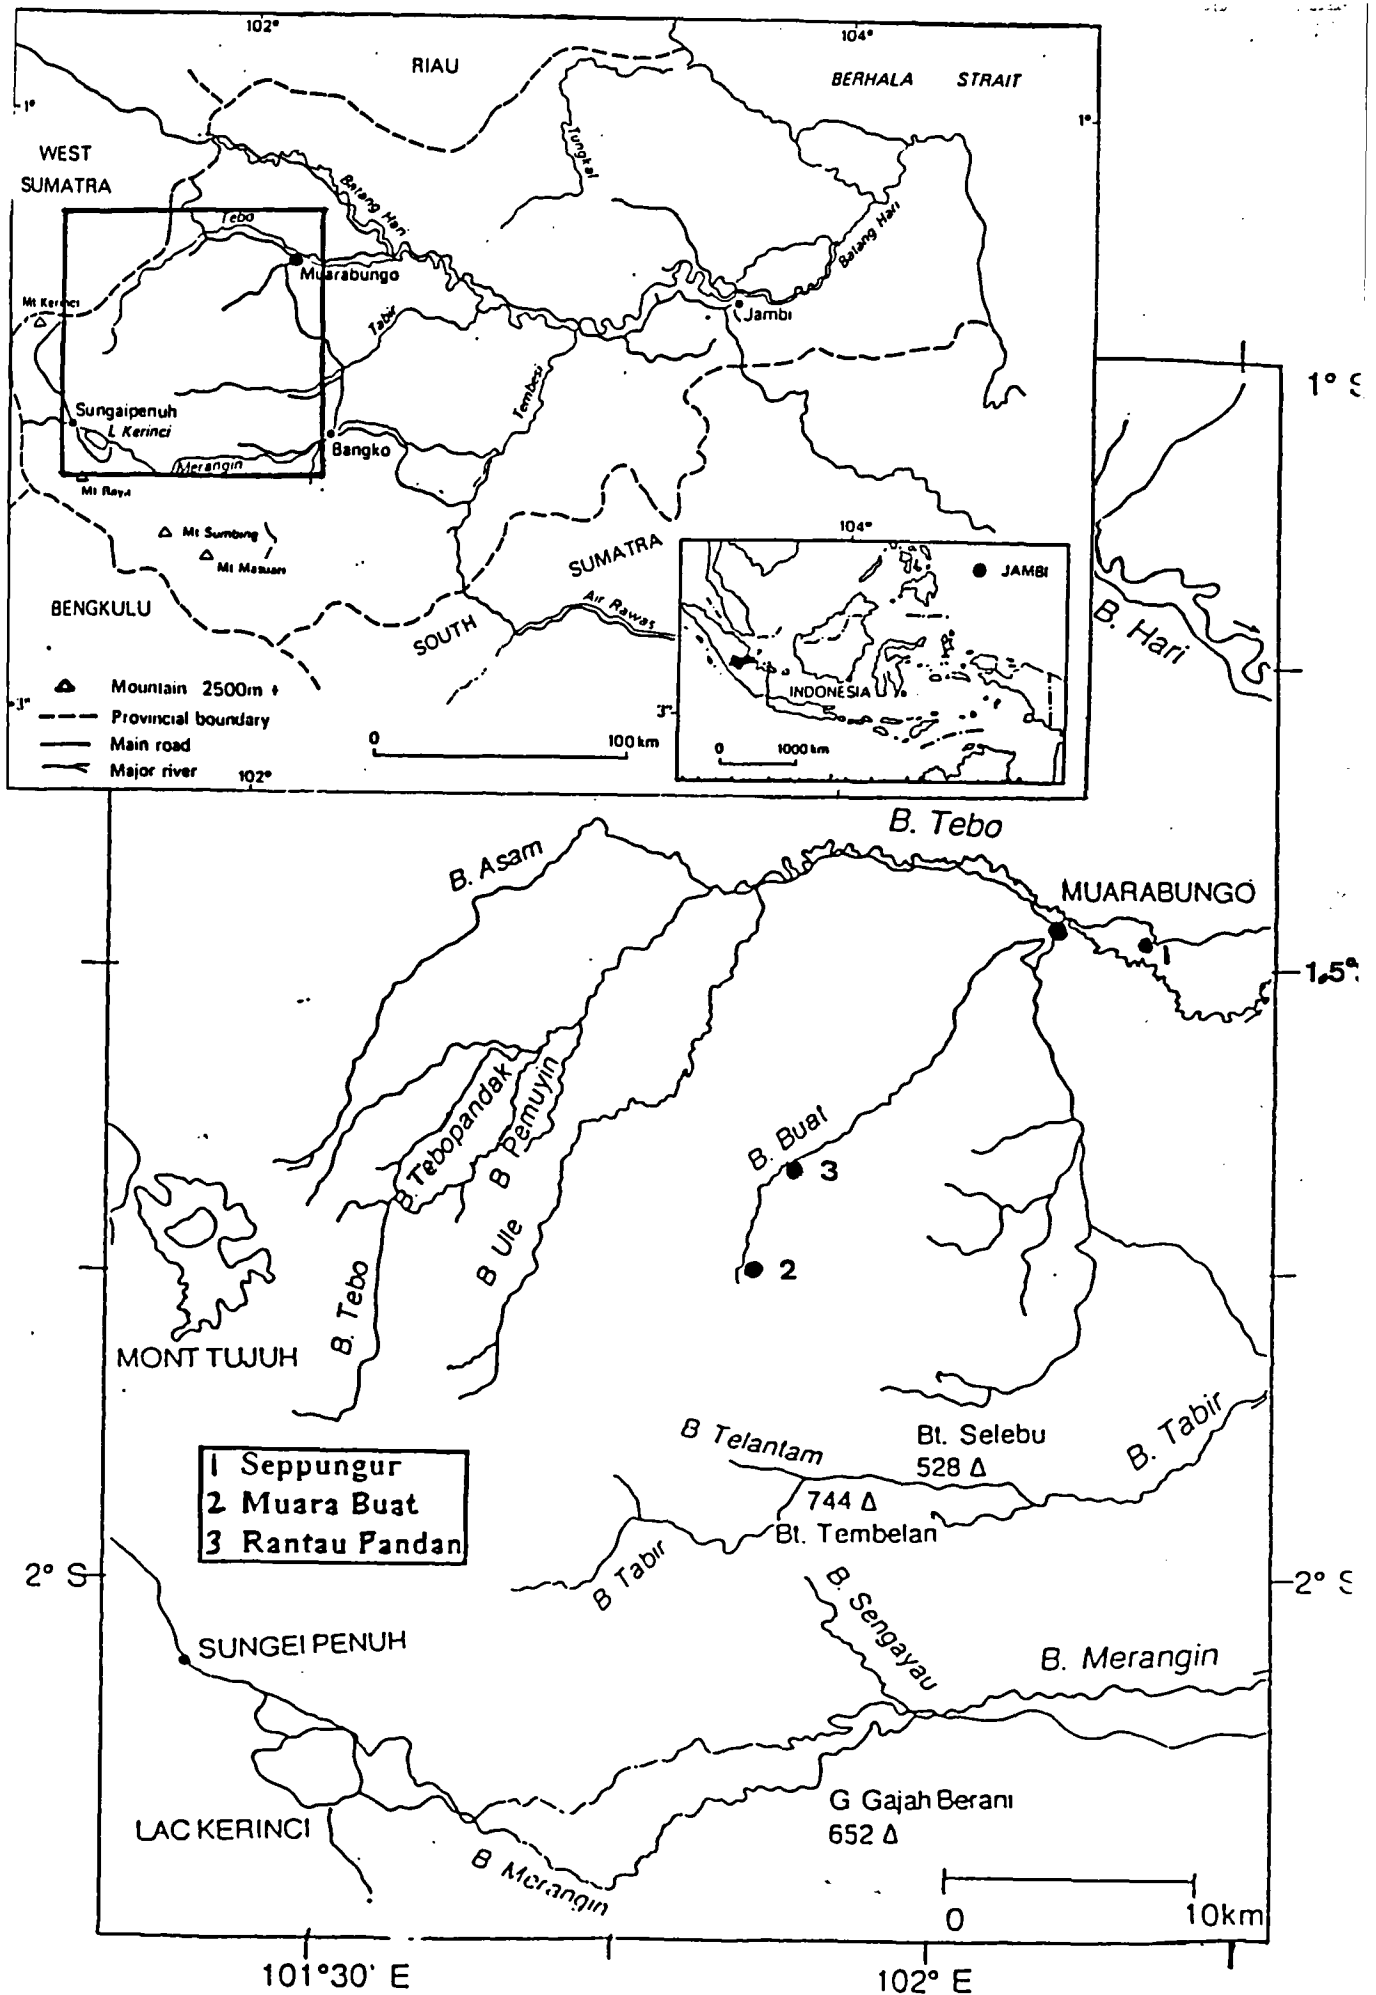 102°
104°
RIAU
BERHALA STRAIT
1°
1°
WEST
SUMATRA
Tungkal
Batang Hari
Tebo
Batang Hari
Muarabungo
Mt Kerinci
Tabir
Jambi
Tembesi
Sungaipenuh
L Kerinci
Bangko
Merangin
Mt Raya
Mt Sumbing
Mt Masurai
SUMATRA
SOUTH
Air Rawas
BENGKULU
104°
JAMBI
INDONESIA
0 1000 km
3°
3°
Mountain 2500m +
Provincial boundary
Main road
Major river
0 100 km
102°
1° S
B. Hari
B. Tebo
B. Asam
MUARABUNGO
1
1.5°
B. Tebopandak
B Pemuyin
B. Buat
3
B Ule
2
B. Tebo
MONT TUJUH
B Telantam
Bt. Selebu
528 Δ
B. Tabir
744 Δ
Bt. Tembelan
1 Seppungur
2 Muara Buat
3 Rantau Pandan
B Tabir
2° S
2° S
B. Sengayau
SUNGEI PENUH
B. Merangin
G Gajah Berani
652 Δ
LAC KERINCI
B Merangin
0 10km
101°30' E
102° E